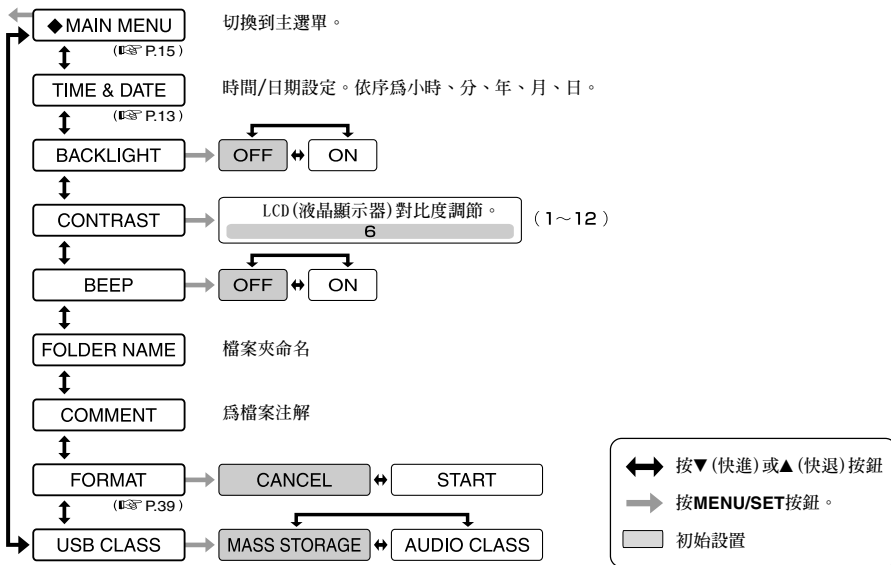 ◆MAIN MENU 切換到主選單。
(☞ P.15)
TIME & DATE 時間/日期設定。依序爲小時、分、年、月、日。
(☞ P.13)
BACKLIGHT OFF ON
CONTRAST LCD(液晶顯示器)對比度調節。 (1～12)
6
BEEP OFF ON
FOLDER NAME 檔案夾命名
COMMENT 爲檔案注解
FORMAT CANCEL START
(☞ P.39)
USB CLASS MASS STORAGE AUDIO CLASS
按▼(快進)或▲(快退)按鈕
按MENU/SET按鈕。
初始設置